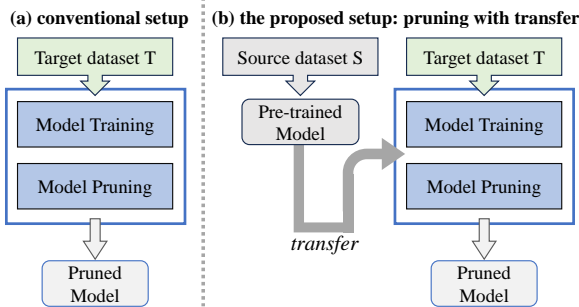 (a) conventional setup
Target dataset T
Model Training
Model Pruning
Pruned
Model
(b) the proposed setup: pruning with transfer
Source dataset S
Pre-trained
Model
transfer
Target dataset T
Model Training
Model Pruning
Pruned
Model